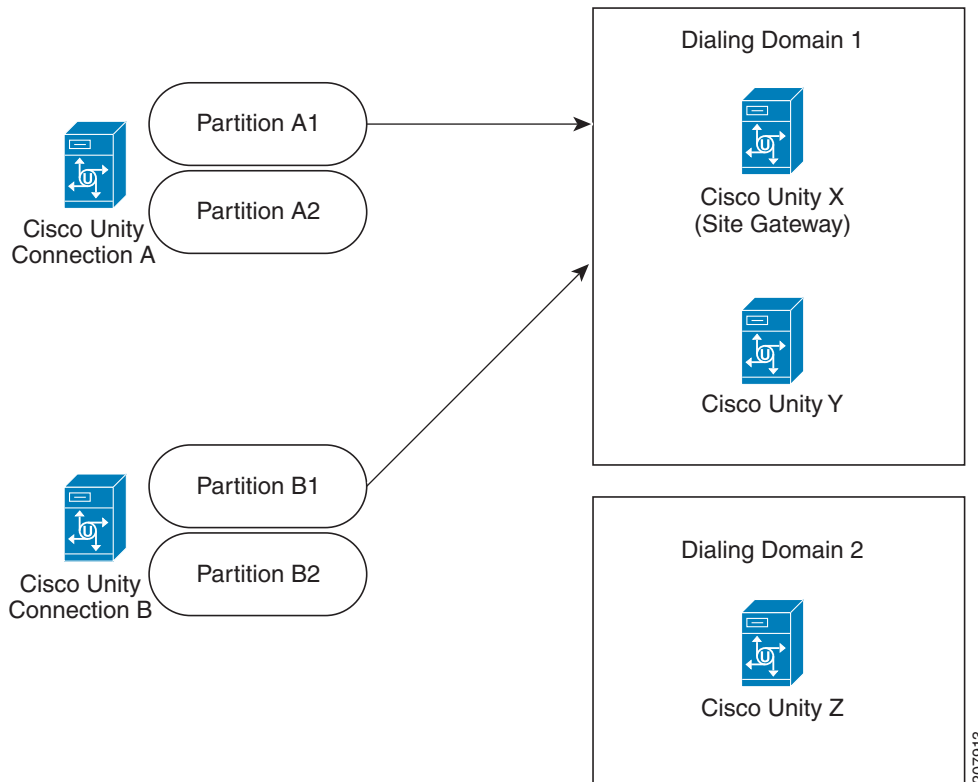 Dialing Domain 1
Partition A1
Partition A2
Cisco Unity
Connection A
Cisco Unity X
(Site Gateway)
Cisco Unity Y
Partition B1
Partition B2
Cisco Unity
Connection B
Dialing Domain 2
Cisco Unity Z